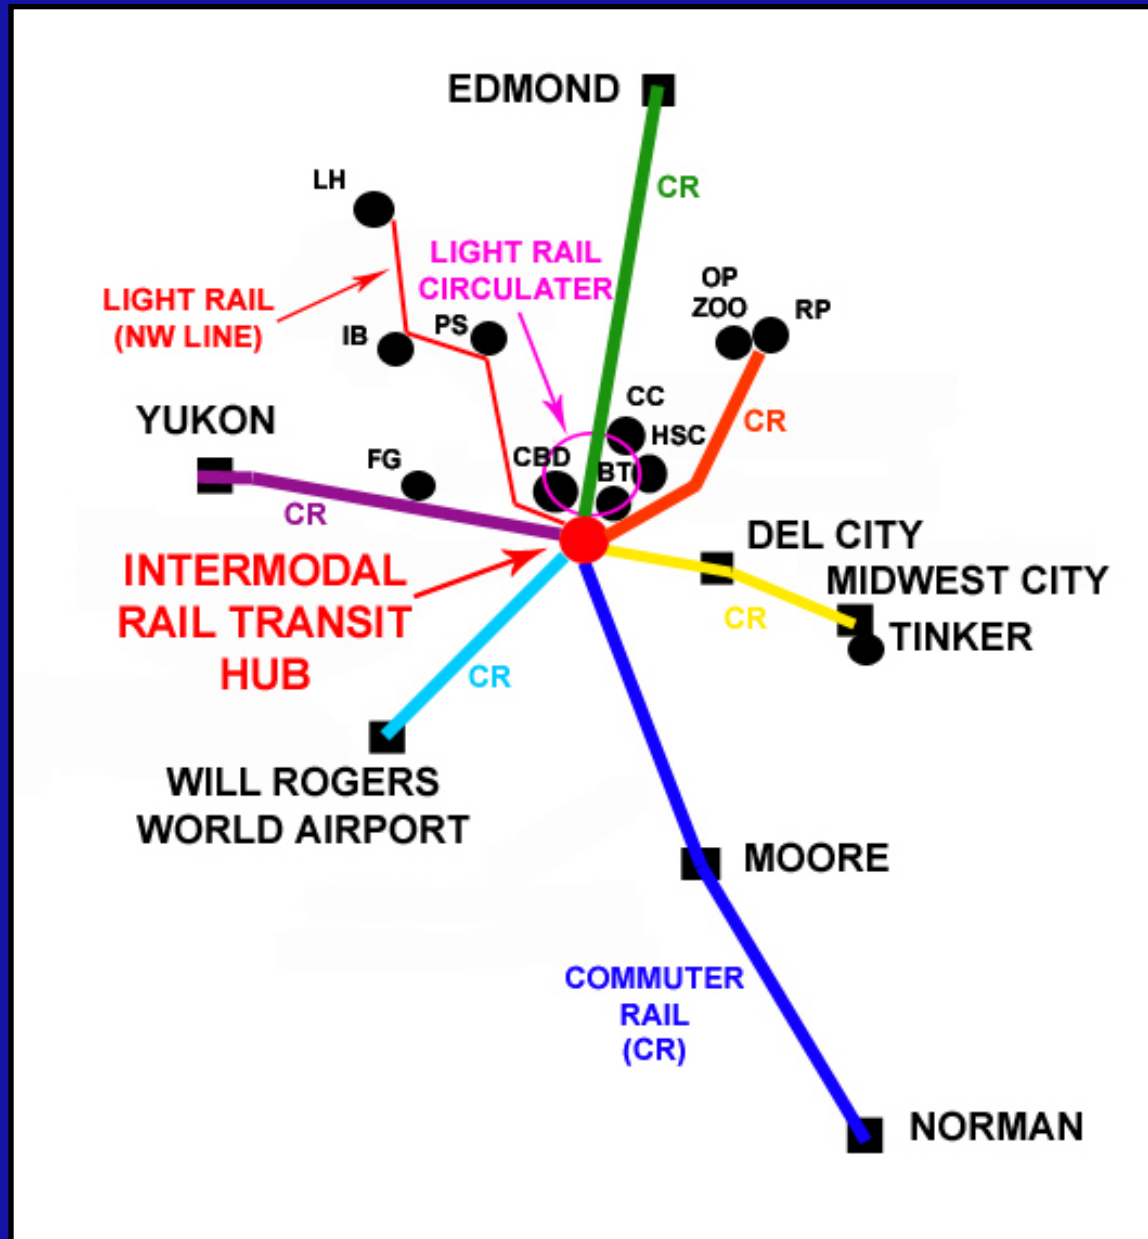 EDMOND
CR
LH
LIGHT RAIL
CIRCULATER
OP
ZOO
RP
LIGHT RAIL
(NW LINE)
IB
PS
YUKON
CC
HSC
CR
FG
CBD
BT
CR
DEL CITY
MIDWEST CITY
TINKER
CR
INTERMODAL
RAIL TRANSIT
HUB
CR
WILL ROGERS
WORLD AIRPORT
MOORE
COMMUTER
RAIL
(CR)
NORMAN